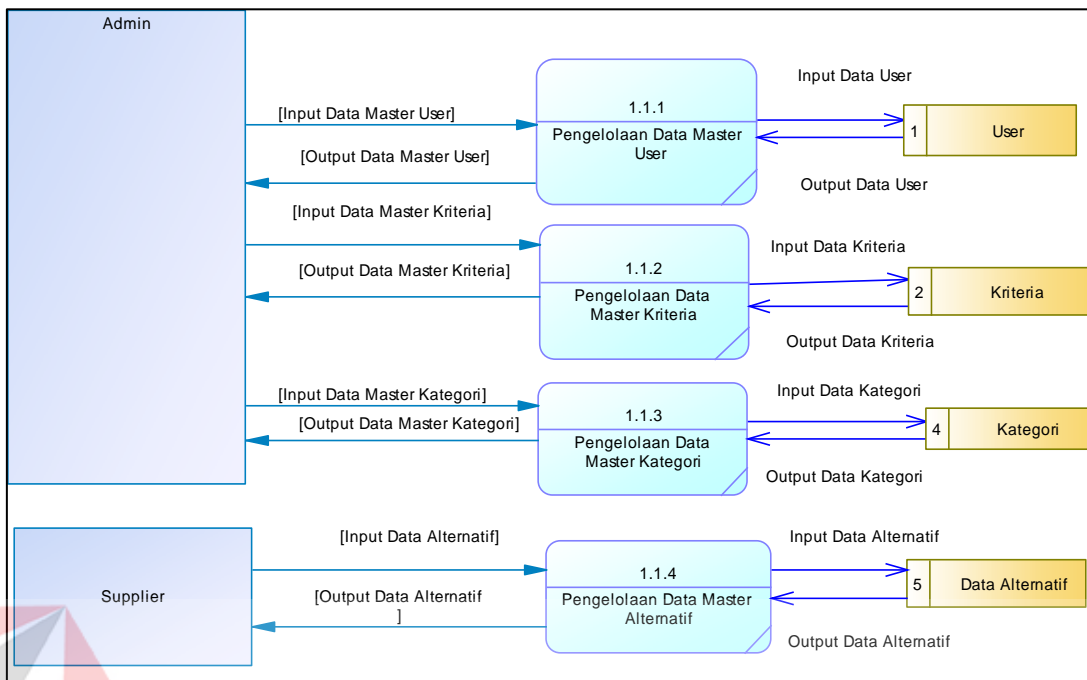 Admin
[Input Data Master User]
[Output Data Master User]
1.1.1
Pengelolaan Data Master
User
Input Data User
1
User
Output Data User
[Input Data Master Kriteria]
[Output Data Master Kriteria]
1.1.2
Pengelolaan Data
Master Kriteria
Input Data Kriteria
2
Kriteria
Output Data Kriteria
[Input Data Master Kategori]
[Output Data Master Kategori]
1.1.3
Pengelolaan Data
Master Kategori
Input Data Kategori
4
Kategori
Output Data Kategori
Supplier
[Input Data Alternatif]
[Output Data Alternatif
]
1.1.4
Pengelolaan Data Master
Alternatif
Input Data Alternatif
5
Data Alternatif
Output Data Alternatif